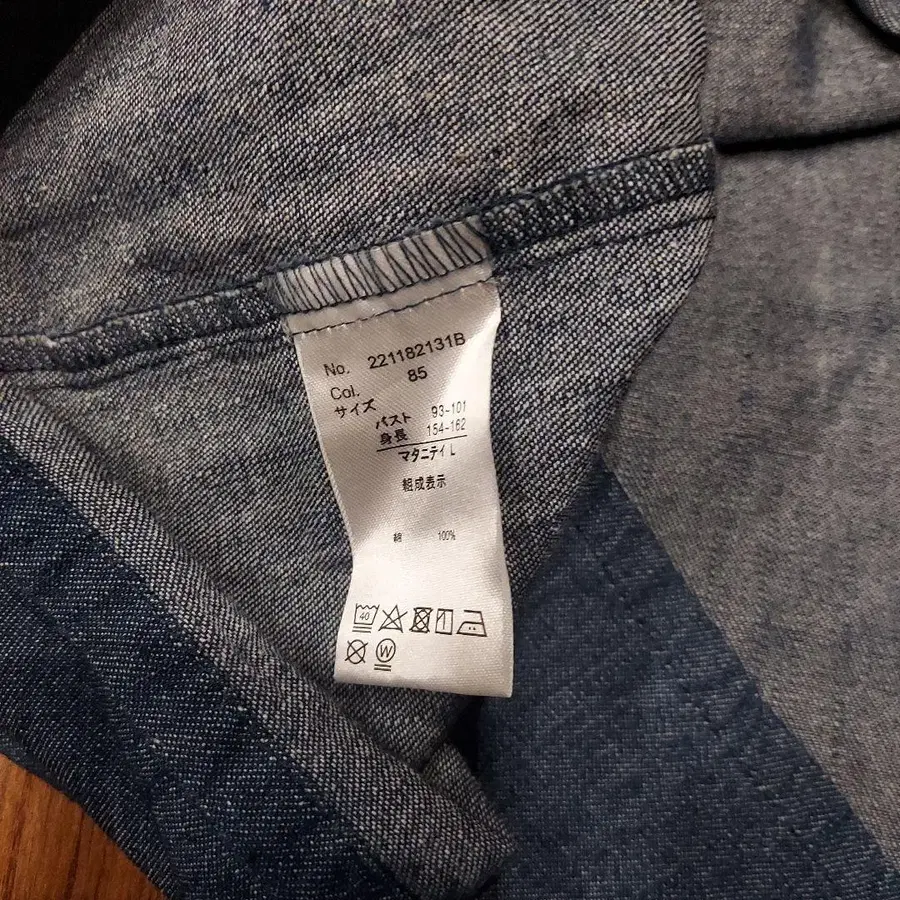 No. 221182131B
Col. 85
サイズ
バスト 93-101
身長 154-162
マタニティ L
組成表示
綿 100%
40
W